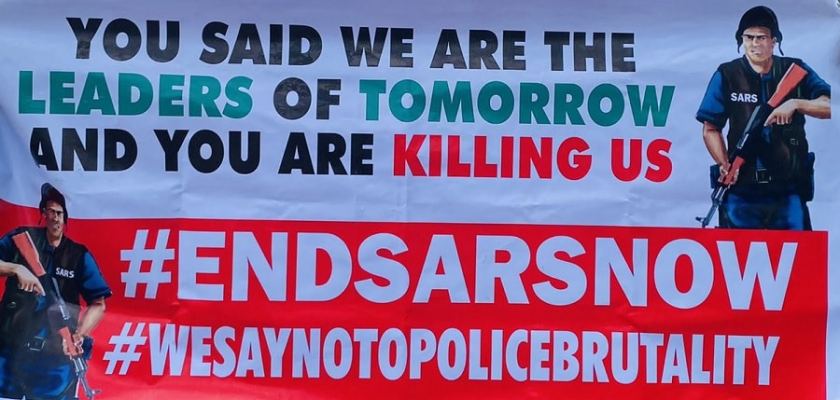 YOU SAID WE ARE THE
LEADERS OF TOMORROW
AND YOU ARE KILLING US
SARS
SARS
#ENDSARSNOW
#WESAYNOTOPOLICEBRUTALITY